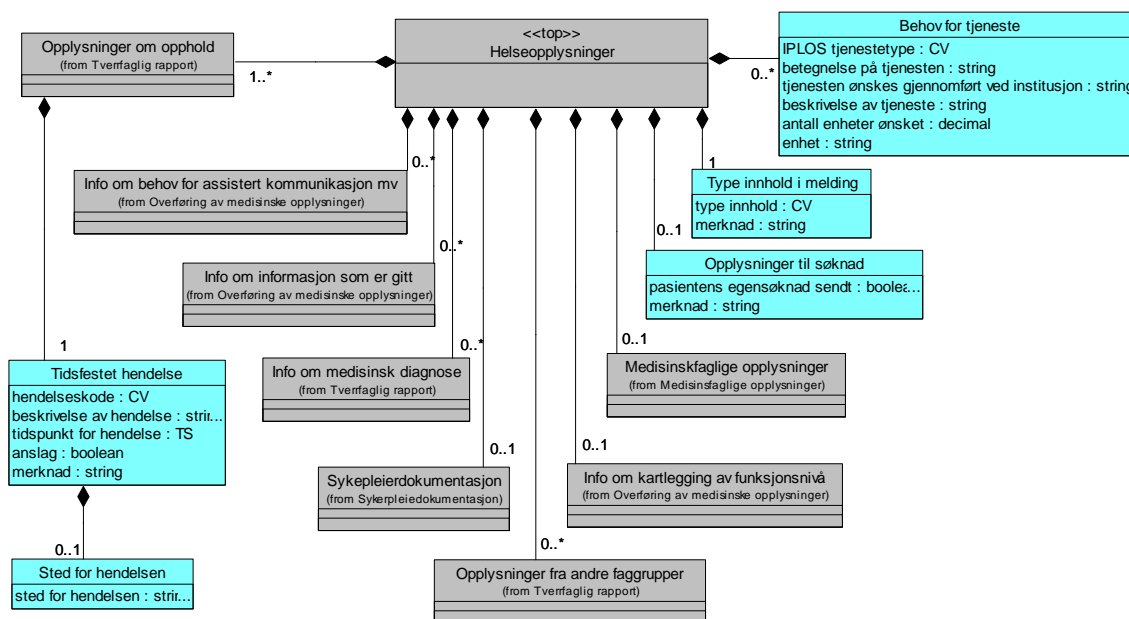 Opplysninger om opphold
(from Tverrfaglig rapport)
1..*
<<top>>
Helseopplysninger
0..*
Behov for tjeneste
IPLOS tjenestetype : CV
betegnelse på tjenesten : string
tjenesten ønskes gjennomført ved institusjon : string
beskrivelse av tjeneste : string
antall enheter ønsket : decimal
enhet : string
0..*
Info om behov for assistert kommunikasjon mv
(from Overføring av medisinske opplysninger)
1
Type innhold i melding
type innhold : CV
merknad : string
0..*
Info om informasjon som er gitt
(from Overføring av medisinske opplysninger)
0..1
Opplysninger til søknad
pasientens egensøknad sendt : boolea...
merknad : string
1
Tidsfestet hendelse
hendelseskode : CV
beskrivelse av hendelse : strin...
tidspunkt for hendelse : TS
anslag : boolean
merknad : string
0..*
Info om medisinsk diagnose
(from Tverrfaglig rapport)
0..1
Medisinskfaglige opplysninger
(from Medisinsfaglige opplysninger)
0..1
Sykepleierdokumentasjon
(from Sykerpleiedokumentasjon)
0..1
Info om kartlegging av funksjonsnivå
(from Overføring av medisinske opplysninger)
0..1
Sted for hendelsen
sted for hendelsen : strin...
0..*
Opplysninger fra andre faggrupper
(from Tverrfaglig rapport)